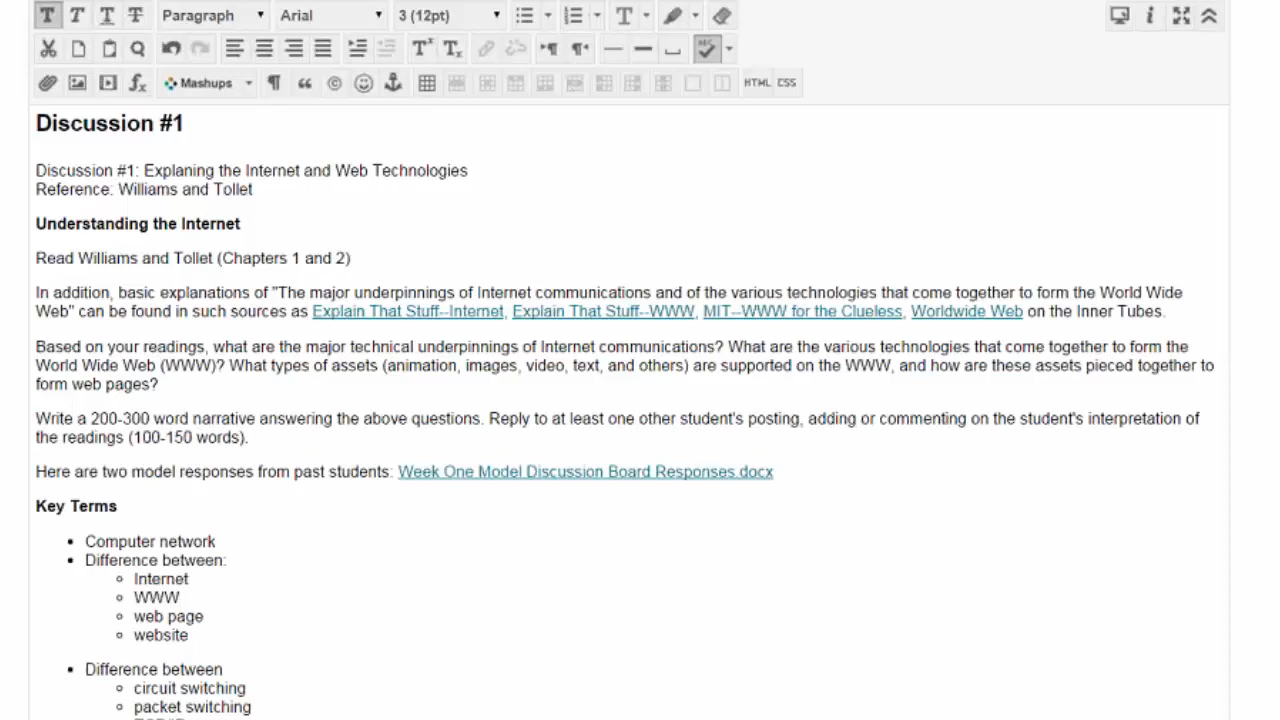 Paragraph Arial 3 (12pt)
Mashups HTML CSS
Discussion #1
Discussion #1: Explaning the Internet and Web Technologies
Reference: Williams and Tollet
Understanding the Internet
Read Williams and Tollet (Chapters 1 and 2)
In addition, basic explanations of "The major underpinnings of Internet communications and of the various technologies that come together to form the World Wide
Web" can be found in such sources as Explain That Stuff--Internet, Explain That Stuff--WWW, MIT--WWW for the Clueless, Worldwide Web on the Inner Tubes.
Based on your readings, what are the major technical underpinnings of Internet communications? What are the various technologies that come together to form the
World Wide Web (WWW)? What types of assets (animation, images, video, text, and others) are supported on the WWW, and how are these assets pieced together to
form web pages?
Write a 200-300 word narrative answering the above questions. Reply to at least one other student's posting, adding or commenting on the student's interpretation of
the readings (100-150 words).
Here are two model responses from past students: Week One Model Discussion Board Responses.docx
Key Terms
Computer network
Difference between:
Internet
WWW
web page
website
Difference between
circuit switching
packet switching